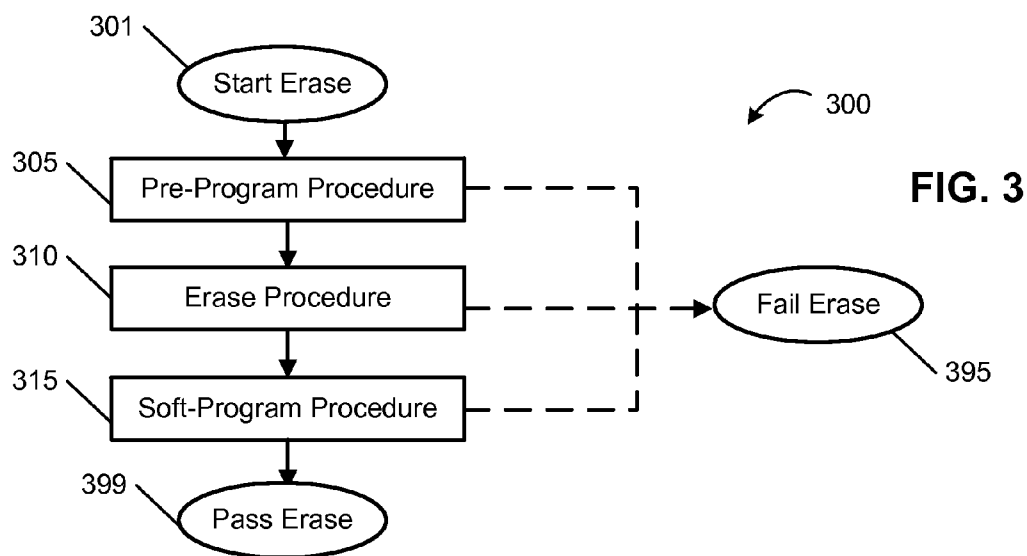 301
Start Erase
300
305
Pre-Program Procedure
FIG. 3
310
Erase Procedure
Fail Erase
395
315
Soft-Program Procedure
399
Pass Erase